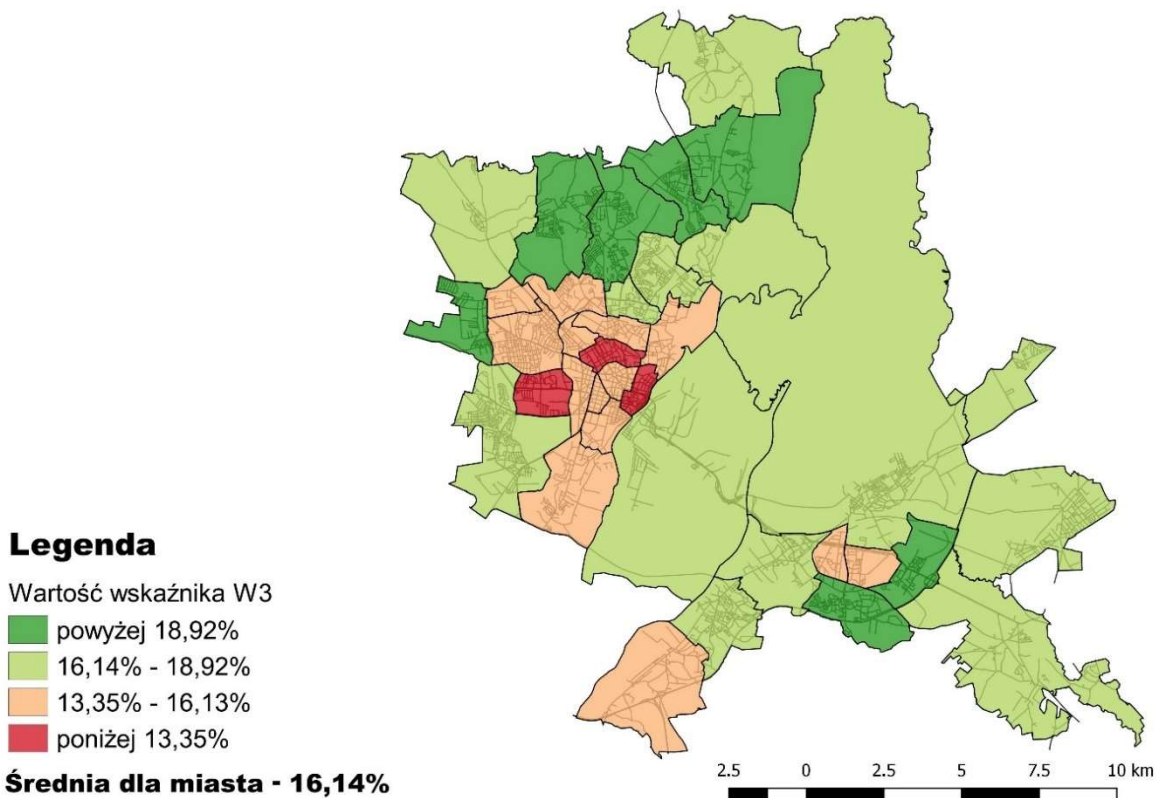 Legenda
Wartość wskaźnika W3
powyżej 18,92%
16,14% - 18,92%
13,35% - 16,13%
poniżej 13,35%
Średnia dla miasta - 16,14%
2.5 0 2.5 5 7.5 10 km